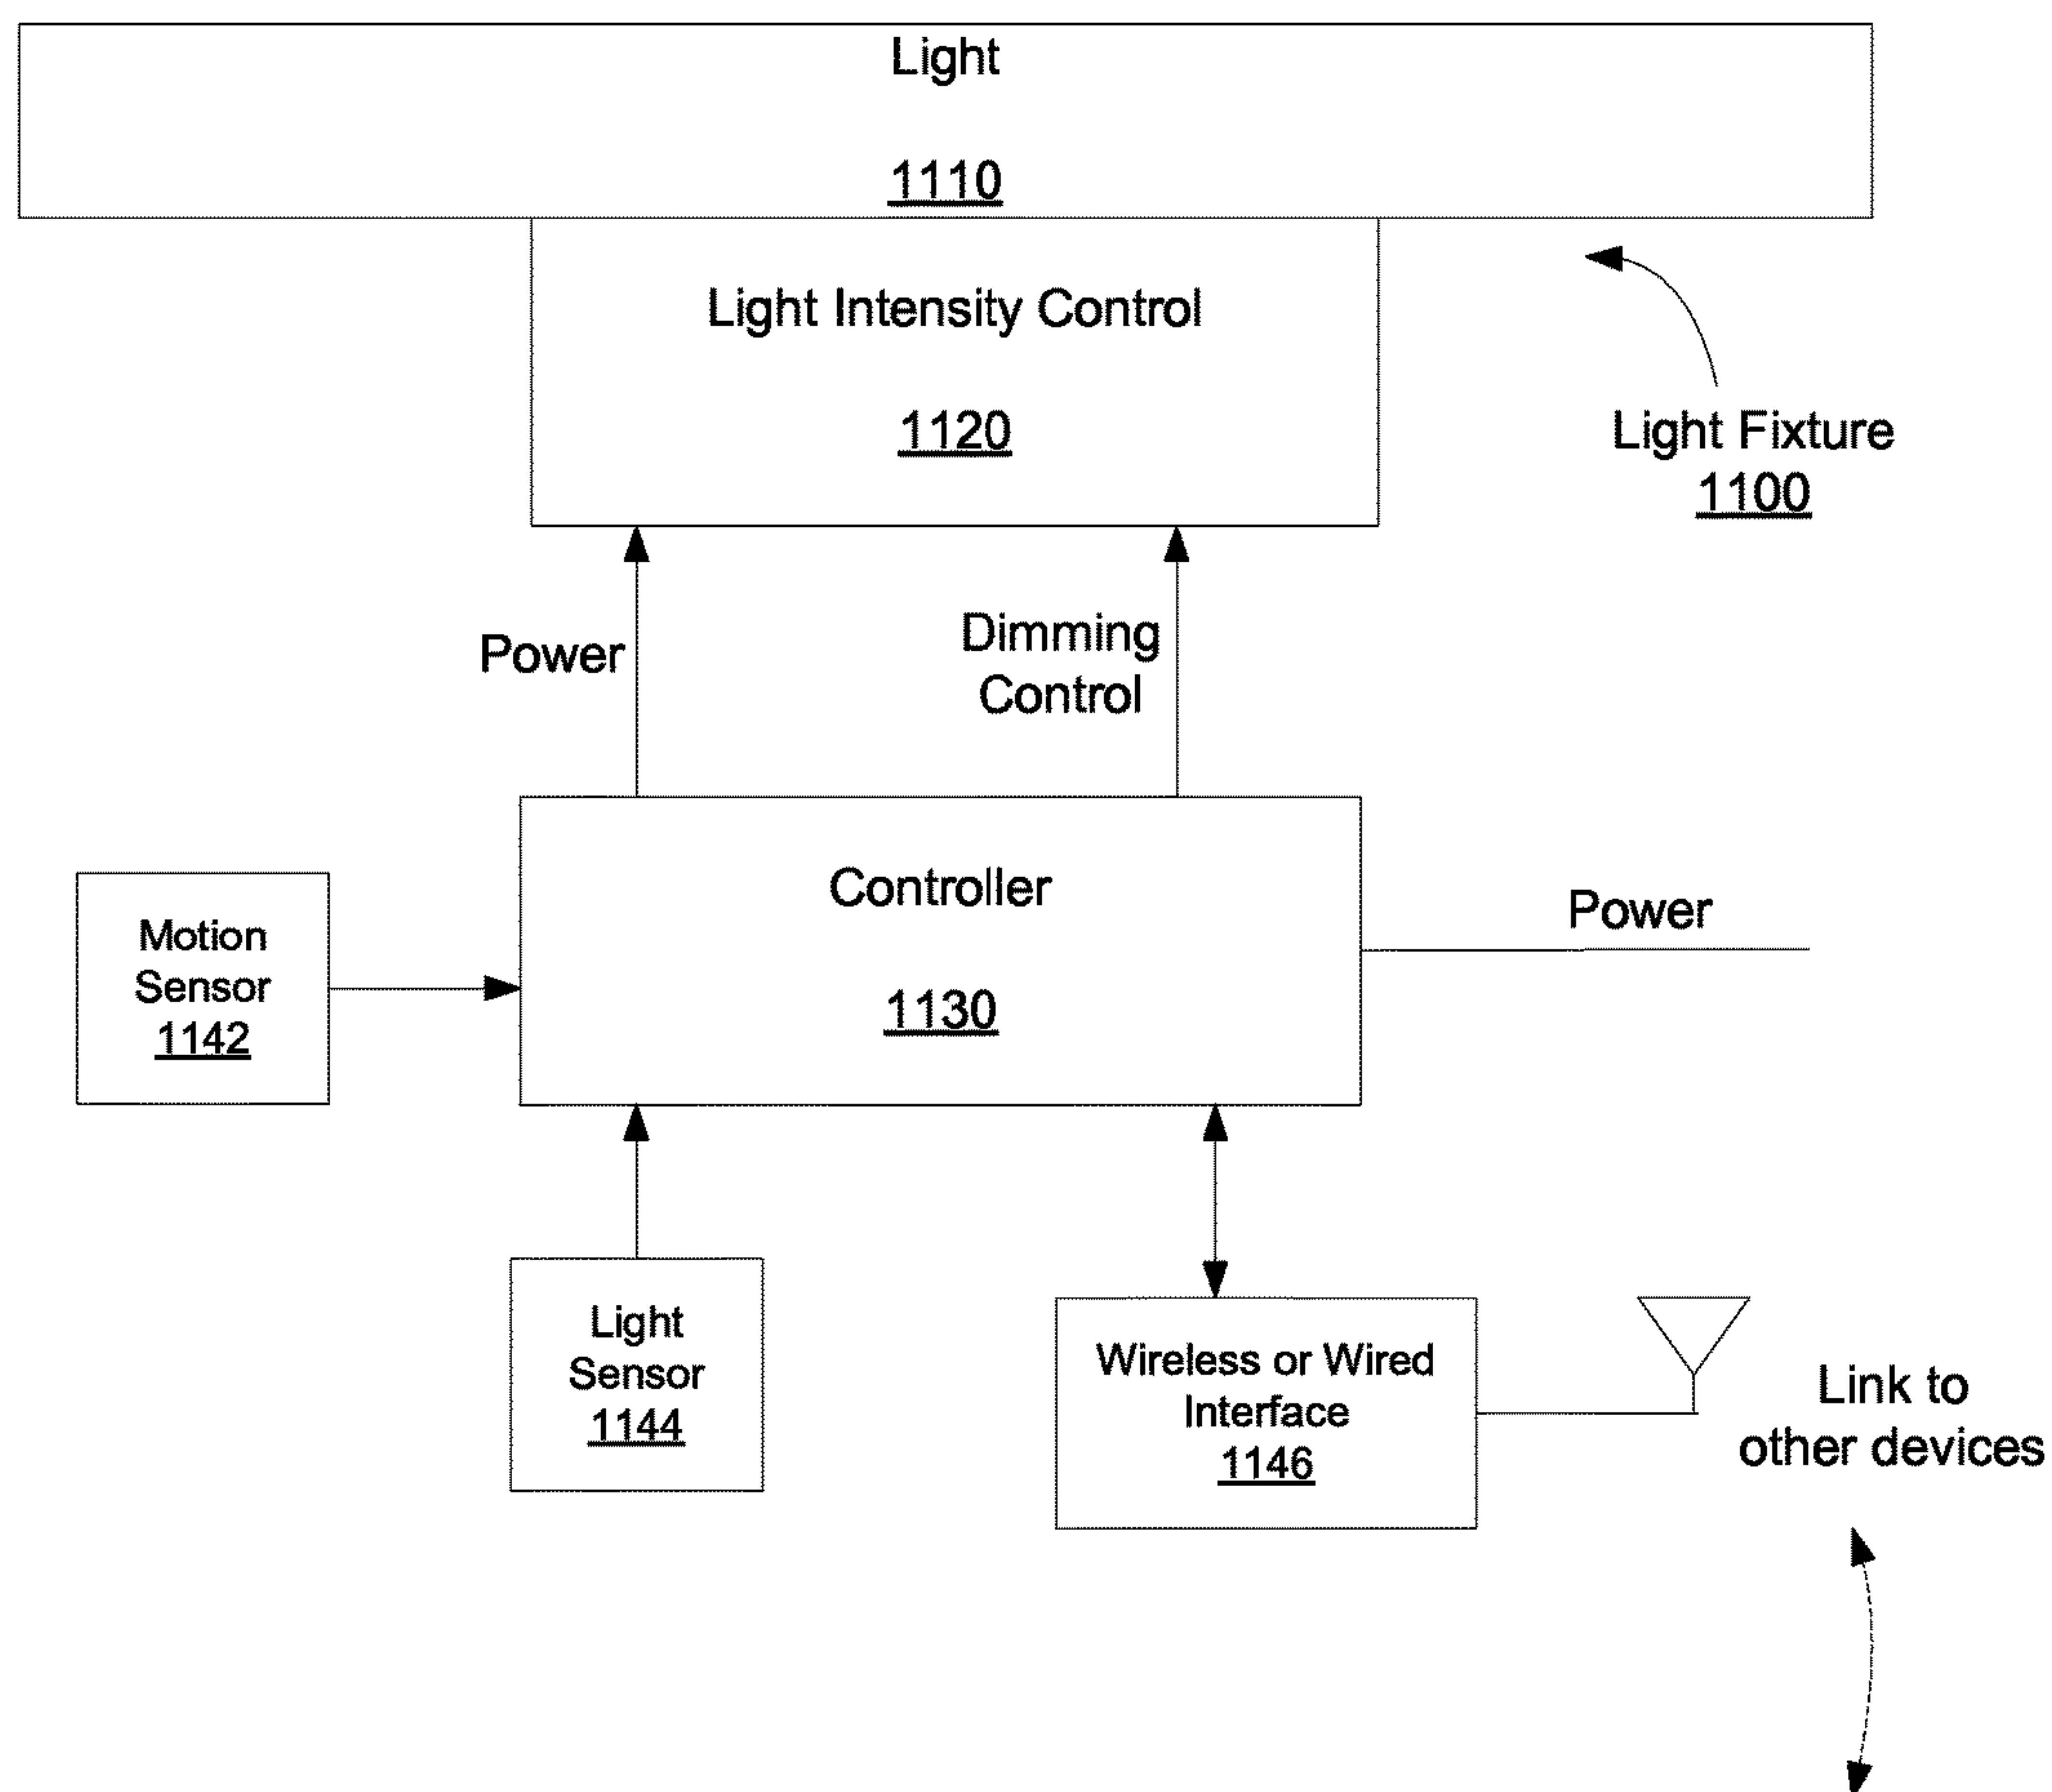 Light
1110
Light Intensity Control
1120
Light Fixture
1100
Power
Dimming
Control
Controller
1130
Power
Motion
Sensor
1142
Light
Sensor
1144
Wireless or Wired
Interface
1146
Link to
other devices